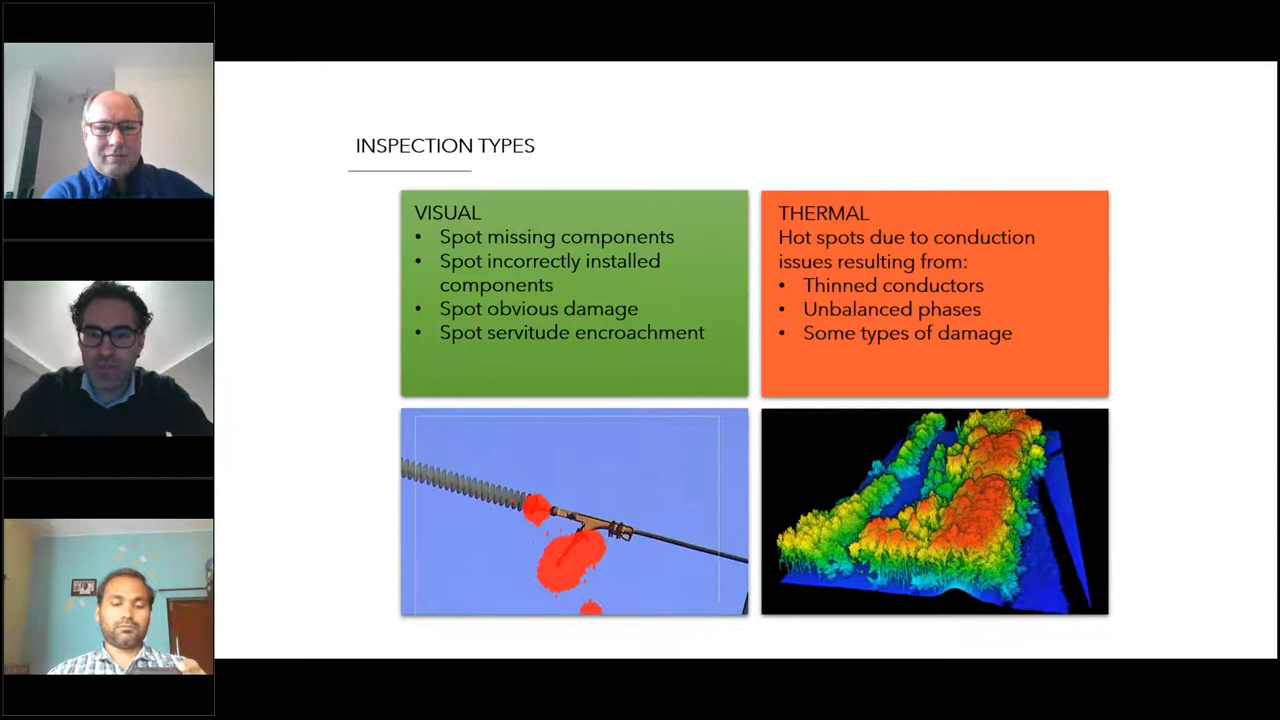 INSPECTION TYPES
VISUAL
• Spot missing components
• Spot incorrectly installed
components
• Spot obvious damage
• Spot servitude encroachment
THERMAL
Hot spots due to conduction
issues resulting from:
• Thinned conductors
• Unbalanced phases
• Some types of damage